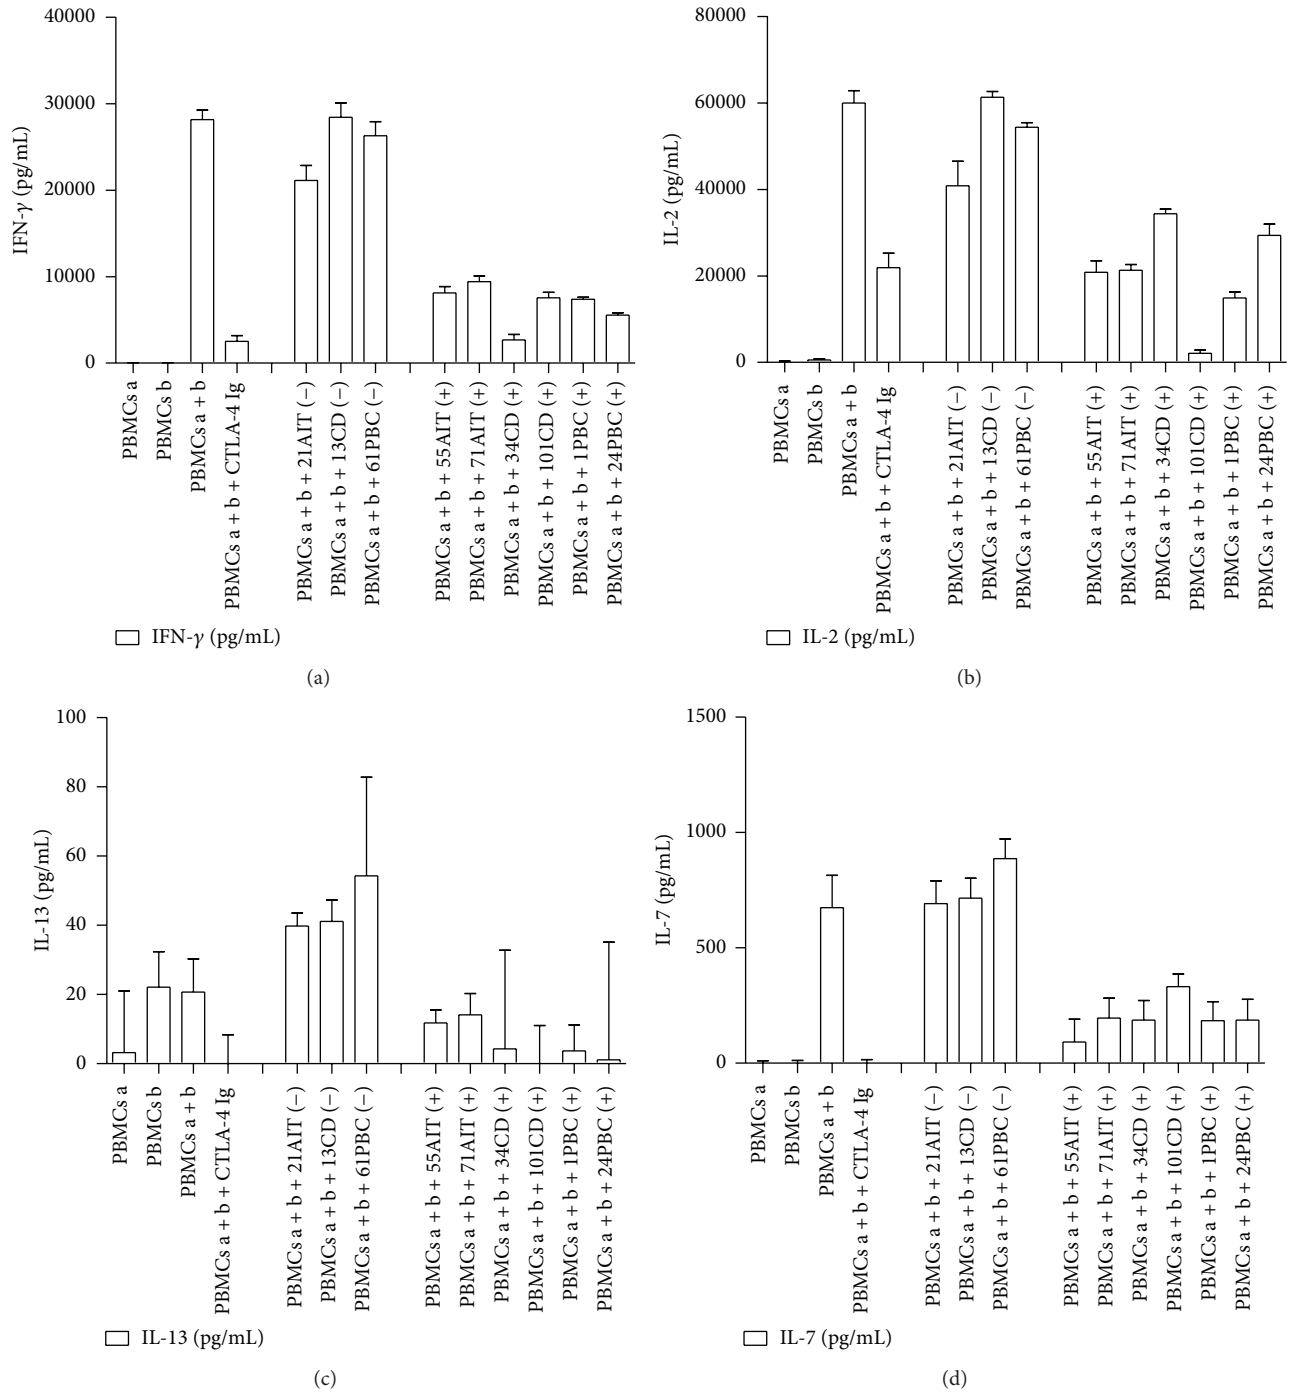 40000
30000
20000
10000
0
IFN-γ (pg/mL)
PBMCs a
PBMCs b
PBMCs a + b
PBMCs a + b + CTLA-4 Ig
PBMCs a + b + 21AIT (−)
PBMCs a + b + 13CD (−)
PBMCs a + b + 61PBC (−)
PBMCs a + b + 55AIT (+)
PBMCs a + b + 71AIT (+)
PBMCs a + b + 34CD (+)
PBMCs a + b + 101CD (+)
PBMCs a + b + 1PBC (+)
PBMCs a + b + 24PBC (+)
IFN-γ (pg/mL)
(a)
80000
60000
40000
20000
0
IL-2 (pg/mL)
PBMCs a
PBMCs b
PBMCs a + b
PBMCs a + b + CTLA-4 Ig
PBMCs a + b + 21AIT (−)
PBMCs a + b + 13CD (−)
PBMCs a + b + 61PBC (−)
PBMCs a + b + 55AIT (+)
PBMCs a + b + 71AIT (+)
PBMCs a + b + 34CD (+)
PBMCs a + b + 101CD (+)
PBMCs a + b + 1PBC (+)
PBMCs a + b + 24PBC (+)
IL-2 (pg/mL)
(b)
100
80
60
40
20
0
IL-13 (pg/mL)
PBMCs a
PBMCs b
PBMCs a + b
PBMCs a + b + CTLA-4 Ig
PBMCs a + b + 21AIT (−)
PBMCs a + b + 13CD (−)
PBMCs a + b + 61PBC (−)
PBMCs a + b + 55AIT (+)
PBMCs a + b + 71AIT (+)
PBMCs a + b + 34CD (+)
PBMCs a + b + 101CD (+)
PBMCs a + b + 1PBC (+)
PBMCs a + b + 24PBC (+)
IL-13 (pg/mL)
(c)
1500
1000
500
0
IL-7 (pg/mL)
PBMCs a
PBMCs b
PBMCs a + b
PBMCs a + b + CTLA-4 Ig
PBMCs a + b + 21AIT (−)
PBMCs a + b + 13CD (−)
PBMCs a + b + 61PBC (−)
PBMCs a + b + 55AIT (+)
PBMCs a + b + 71AIT (+)
PBMCs a + b + 34CD (+)
PBMCs a + b + 101CD (+)
PBMCs a + b + 1PBC (+)
PBMCs a + b + 24PBC (+)
IL-7 (pg/mL)
(d)